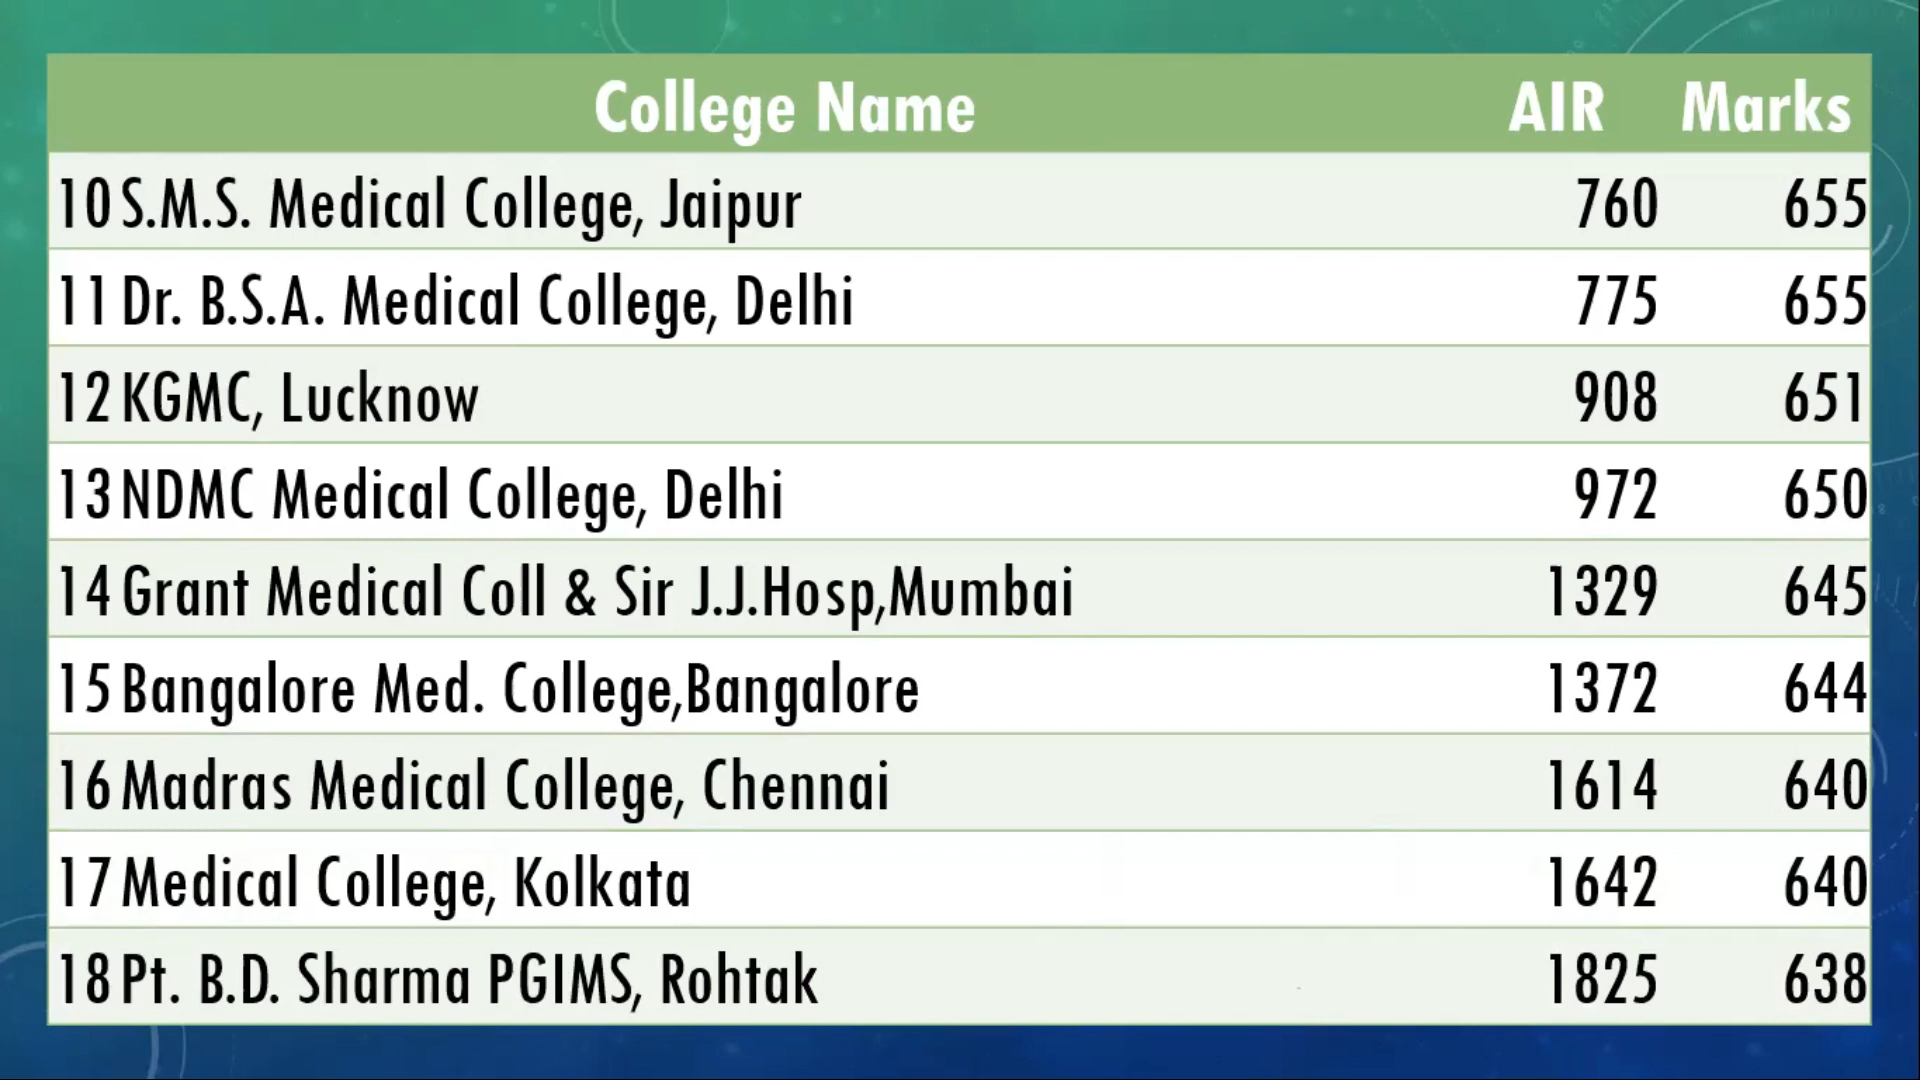 College Name AIR Marks
10 S.M.S. Medical College, Jaipur 760 655
11 Dr. B.S.A. Medical College, Delhi 775 655
12 KGMC, Lucknow 908 651
13 NDMC Medical College, Delhi 972 650
14 Grant Medical Coll & Sir J.J.Hosp,Mumbai 1329 645
15 Bangalore Med. College,Bangalore 1372 644
16 Madras Medical College, Chennai 1614 640
17 Medical College, Kolkata 1642 640
18 Pt. B.D. Sharma PGIMS, Rohtak 1825 638